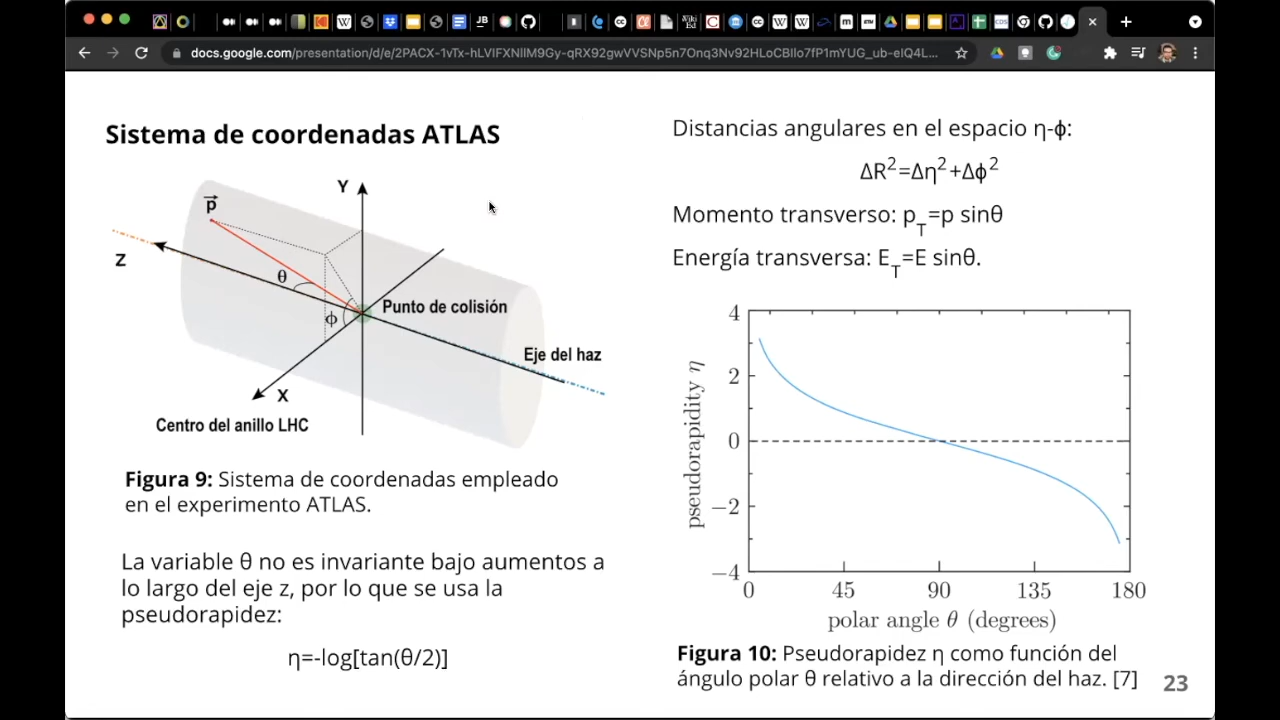 docs.google.com/presentation/d/e/2PACX-1vTx-hLVIFXNIIM9Gy-qRX92gwVVSNp5n7Onq3Nv92HLoCBIlo7fP1mYUG_ub-elQ4L...
Sistema de coordenadas ATLAS
Y
p
Z
θ
ϕ
Punto de colisión
Eje del haz
X
Centro del anillo LHC
Figura 9: Sistema de coordenadas empleado
en el experimento ATLAS.
La variable θ no es invariante bajo aumentos a
lo largo del eje z, por lo que se usa la
pseudorapidez:
η=-log[tan(θ/2)]
Distancias angulares en el espacio η-ϕ:
ΔR²=Δη²+Δϕ²
Momento transverso: p_T=p sinθ
Energía transversa: E_T=E sinθ.
4
2
0
−2
−4
pseudorapidity η
0 45 90 135 180
polar angle θ (degrees)
Figura 10: Pseudorapidez η como función del
ángulo polar θ relativo a la dirección del haz. [7]
23